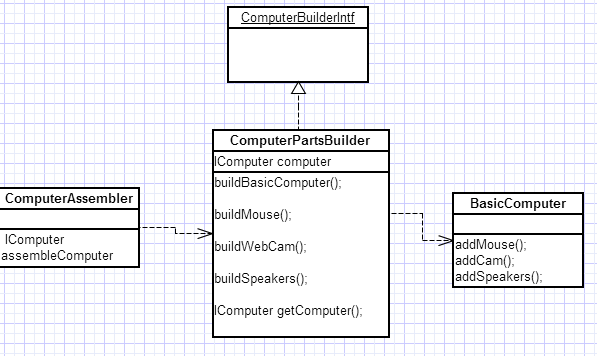 ComputerBuilderIntf
ComputerPartsBuilder
IComputer computer
buildBasicComputer();
buildMouse();
buildWebCam();
buildSpeakers();
IComputer getComputer();
ComputerAssembler
IComputer
assembleComputer
BasicComputer
addMouse();
addCam();
addSpeakers();